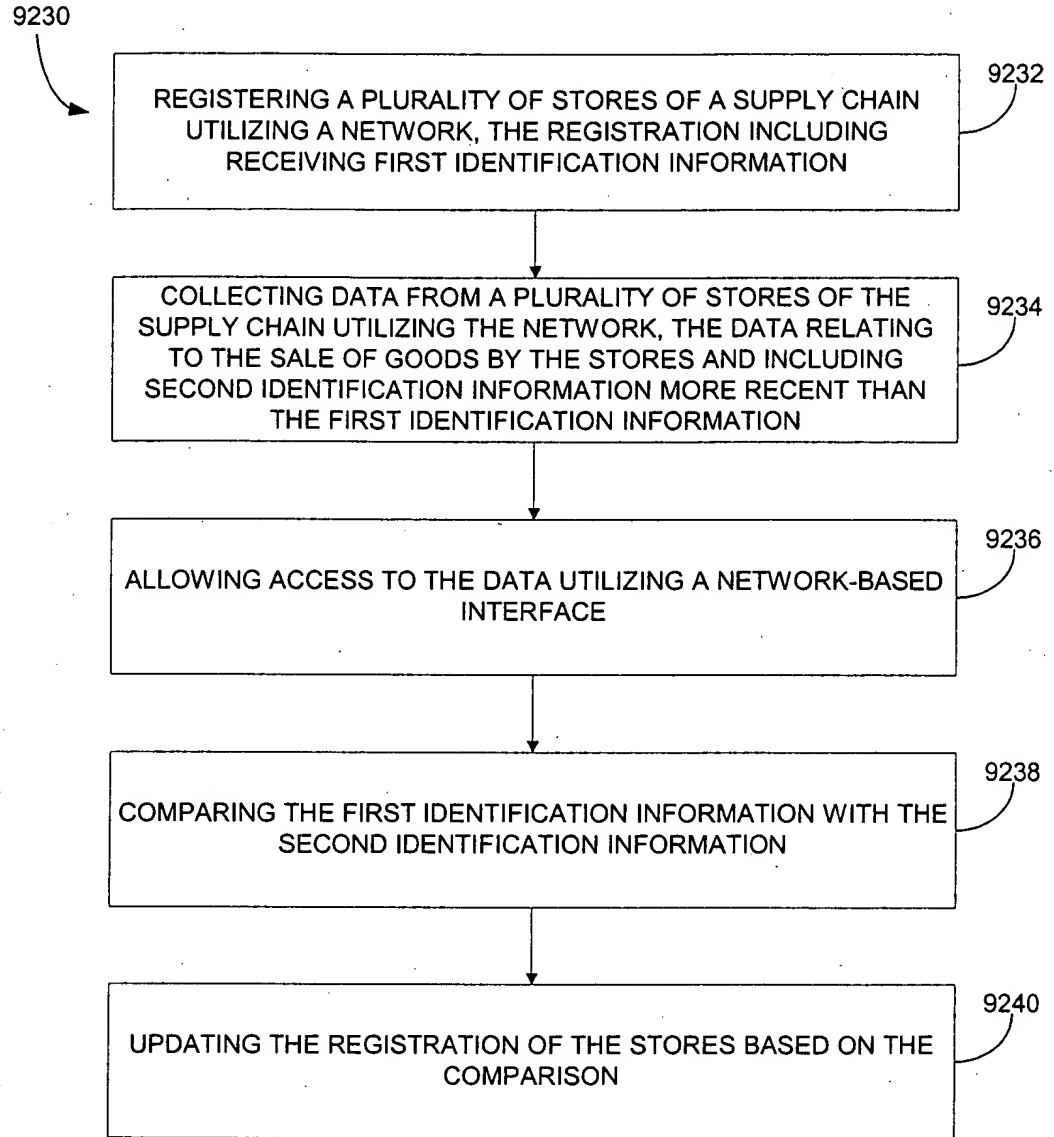 9230
9232
REGISTERING A PLURALITY OF STORES OF A SUPPLY CHAIN
UTILIZING A NETWORK, THE REGISTRATION INCLUDING
RECEIVING FIRST IDENTIFICATION INFORMATION
9234
COLLECTING DATA FROM A PLURALITY OF STORES OF THE
SUPPLY CHAIN UTILIZING THE NETWORK, THE DATA RELATING
TO THE SALE OF GOODS BY THE STORES AND INCLUDING
SECOND IDENTIFICATION INFORMATION MORE RECENT THAN
THE FIRST IDENTIFICATION INFORMATION
9236
ALLOWING ACCESS TO THE DATA UTILIZING A NETWORK-BASED
INTERFACE
9238
COMPARING THE FIRST IDENTIFICATION INFORMATION WITH THE
SECOND IDENTIFICATION INFORMATION
9240
UPDATING THE REGISTRATION OF THE STORES BASED ON THE
COMPARISON